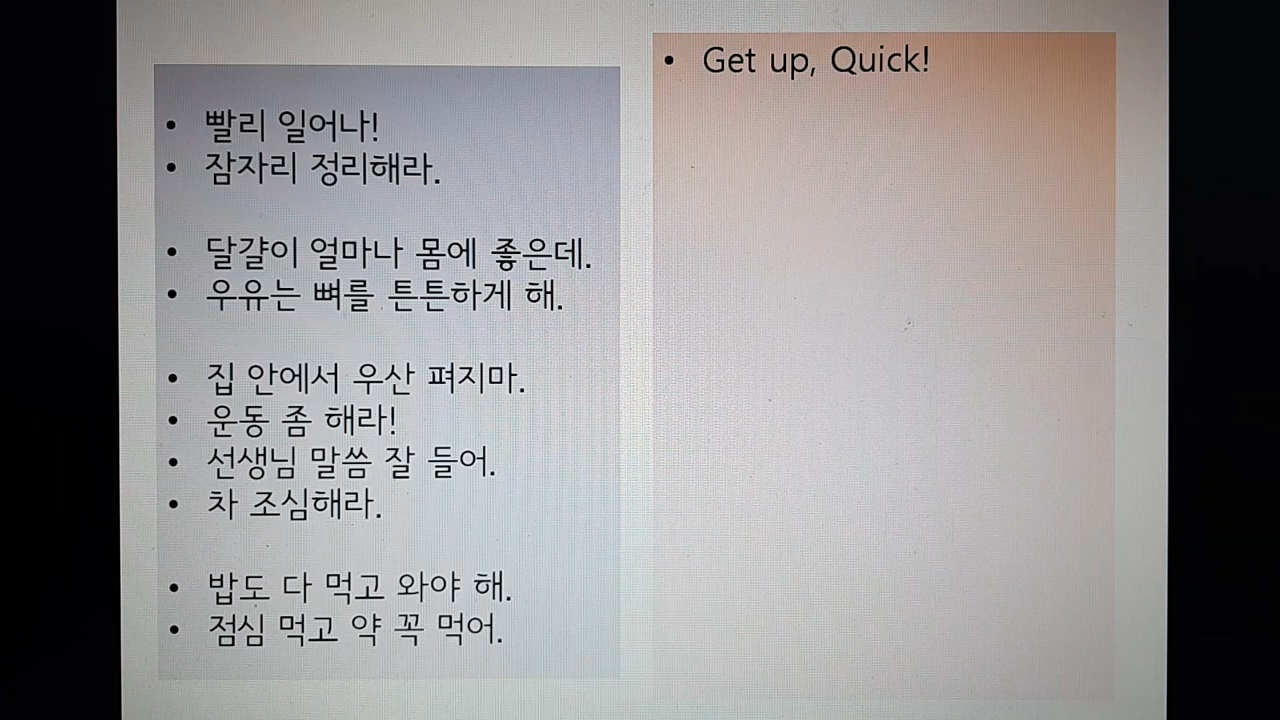 • 빨리 일어나!
• 잠자리 정리해라.
• 달걀이 얼마나 몸에 좋은데.
• 우유는 뼈를 튼튼하게 해.
• 집 안에서 우산 펴지마.
• 운동 좀 해라!
• 선생님 말씀 잘 들어.
• 차 조심해라.
• 밥도 다 먹고 와야 해.
• 점심 먹고 약 꼭 먹어.
• Get up, Quick!